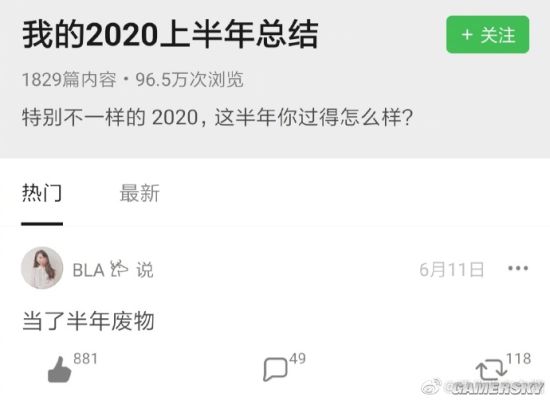 我的2020上半年总结
+ 关注
1829篇内容・96.5万次浏览
特别不一样的 2020，这半年你过得怎么样？
热门
最新
BLA
说
6月11日
当了半年废物
881
49
118
GAMERSKY